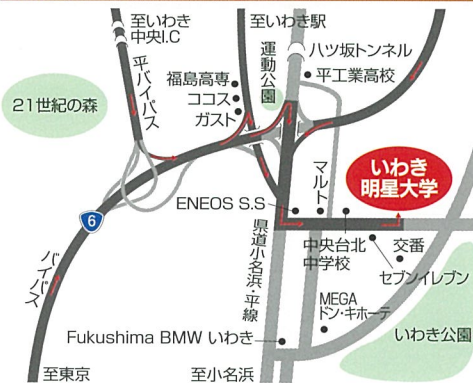 至いわき
中央I.C
至いわき駅
運動公園
八ツ坂トンネル
平工業高校
平バイパス
福島高専
ココス
ガスト
21世紀の森
いわき
明星大学
マルト
ENEOS S.S
6
県道小名浜・平線
中央台北
中学校
交番
セブンイレブン
バイパス
MEGA
ドン・キホーテ
いわき公園
Fukushima BMW いわき
至東京
至小名浜